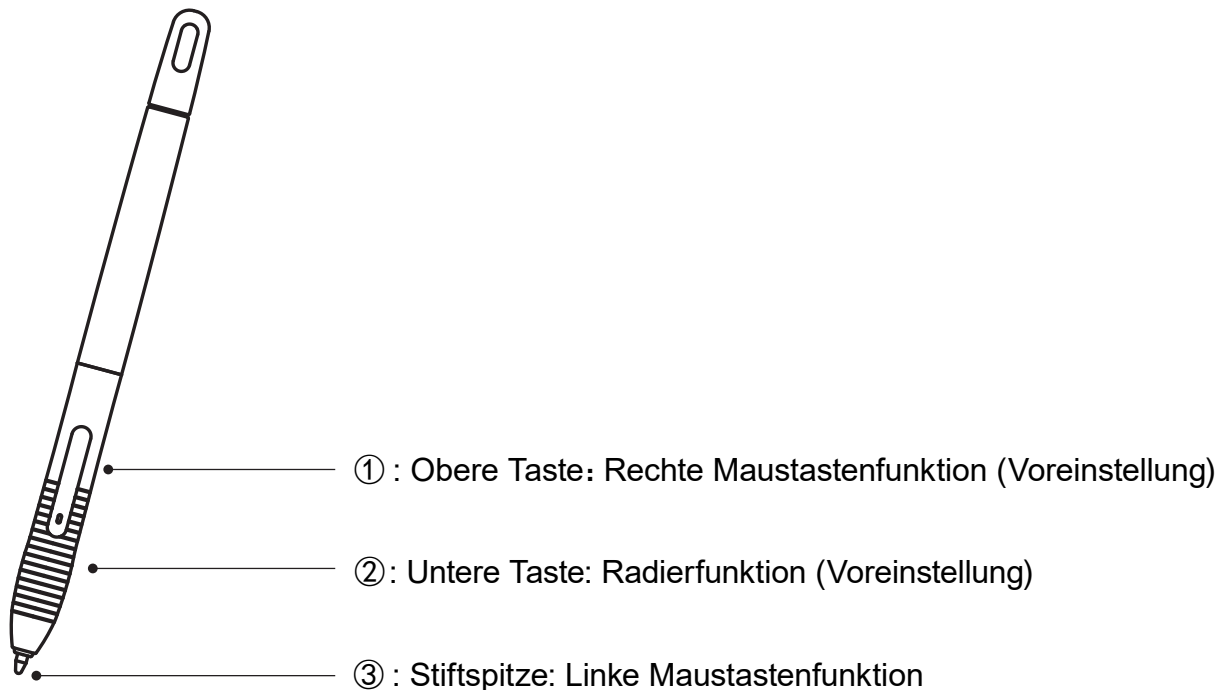 ① : Obere Taste：Rechte Maustastenfunktion (Voreinstellung)
② : Untere Taste: Radierfunktion (Voreinstellung)
③ : Stiftspitze: Linke Maustastenfunktion